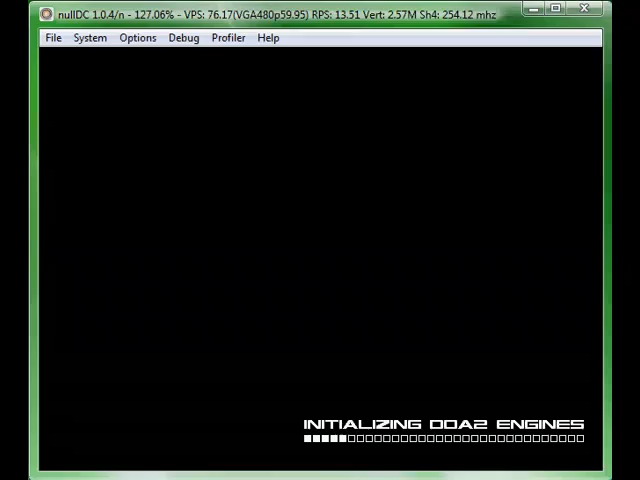 nullDC 1.0.4/n - 127.06% - VPS: 76.17(VGA480p59.95) RPS: 13.51 Vert: 2.57M Sh4: 254.12 mhz
File System Options Debug Profiler Help
INITIALIZING DOA2 ENGINES